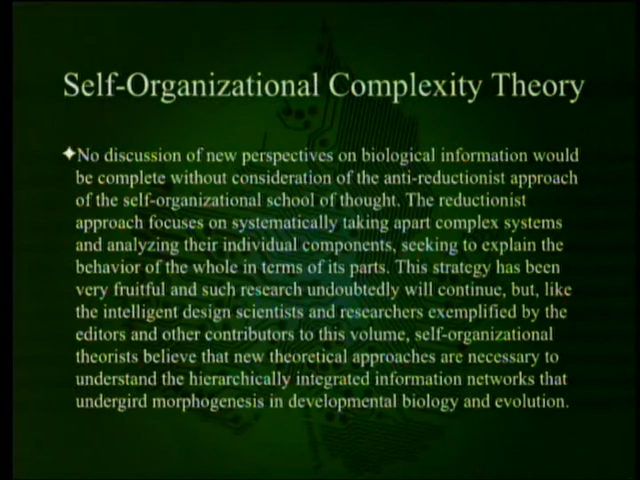 Self-Organizational Complexity Theory
✦No discussion of new perspectives on biological information would
be complete without consideration of the anti-reductionist approach
of the self-organizational school of thought. The reductionist
approach focuses on systematically taking apart complex systems
and analyzing their individual components, seeking to explain the
behavior of the whole in terms of its parts. This strategy has been
very fruitful and such research undoubtedly will continue, but, like
the intelligent design scientists and researchers exemplified by the
editors and other contributors to this volume, self-organizational
theorists believe that new theoretical approaches are necessary to
understand the hierarchically integrated information networks that
undergird morphogenesis in developmental biology and evolution.